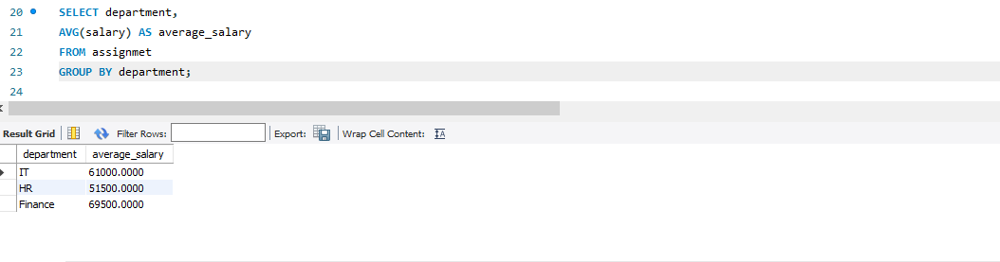 20 SELECT department,
21 AVG(salary) AS average_salary
22 FROM assignmet
23 GROUP BY department;
24
Result Grid Filter Rows: Export: Wrap Cell Content:
department average_salary
IT 61000.0000
HR 51500.0000
Finance 69500.0000